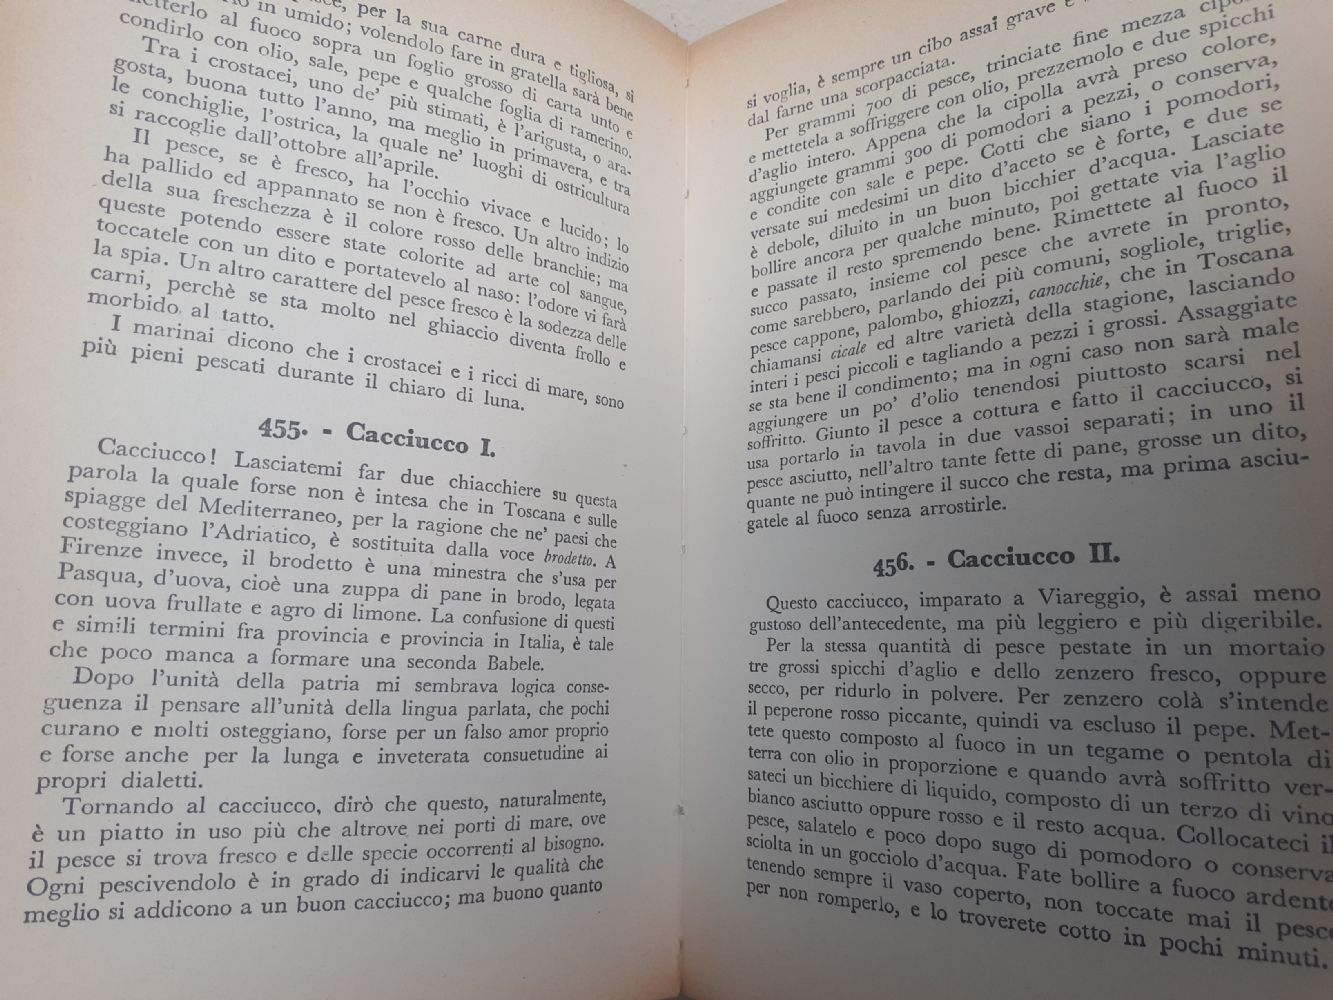 per la sua carne dura e tigliosa, si
in umido; volendolo fare in gratella sarà bene
metterlo al fuoco sopra un foglio grosso di carta unto e
condirlo con olio, sale, pepe e qualche foglia di ramerino.
Tra i crostacei, uno de' più stimati, è l'arigusta, o ara-
gosta, buona tutto l'anno, ma meglio in primavera, e tra
le conchiglie, l'ostrica, la quale ne' luoghi di ostricultura
si raccoglie dall'ottobre all'aprile.
Il pesce, se è fresco, ha l'occhio vivace e lucido; lo
ha pallido ed appannato se non è fresco. Un altro indizio
della sua freschezza è il colore rosso delle branchie; ma
queste potendo essere state colorite ad arte col sangue,
toccatele con un dito e portatevelo al naso: l'odore vi farà
la spia. Un altro carattere del pesce fresco è la sodezza delle
carni, perchè se sta molto nel ghiaccio diventa frollo e
morbido al tatto.
I marinai dicono che i crostacei e i ricci di mare, sono
più pieni pescati durante il chiaro di luna.
455. - Cacciucco I.
Cacciucco! Lasciatemi far due chiacchiere su questa
parola la quale forse non è intesa che in Toscana e sulle
spiagge del Mediterraneo, per la ragione che ne' paesi che
costeggiano l'Adriatico, è sostituita dalla voce brodetto. A
Firenze invece, il brodetto è una minestra che s'usa per
Pasqua, d'uova, cioè una zuppa di pane in brodo, legata
con uova frullate e agro di limone. La confusione di questi
e simili termini fra provincia e provincia in Italia, è tale
che poco manca a formare una seconda Babele.
Dopo l'unità della patria mi sembrava logica conse-
guenza il pensare all'unità della lingua parlata, che pochi
curano e molti osteggiano, forse per un falso amor proprio
e forse anche per la lunga e inveterata consuetudine ai
propri dialetti.
Tornando al cacciucco, dirò che questo, naturalmente,
è un piatto in uso più che altrove nei porti di mare, ove
il pesce si trova fresco e delle specie occorrenti al bisogno.
Ogni pescivendolo è in grado di indicarvi le qualità che
meglio si addicono a un buon cacciucco; ma buono quanto
si voglia, è sempre un cibo assai grave e
dal farne una scorpacciata.
Per grammi 700 di pesce, trinciate fine mezza cipolla
e mettetela a soffriggere con olio, prezzemolo e due spicchi
d'aglio intero. Appena che la cipolla avrà preso colore,
aggiungete grammi 300 di pomodori a pezzi, o conserva,
e condite con sale e pepe. Cotti che siano i pomodori,
versate sui medesimi un dito d'aceto se è forte, e due se
è debole, diluito in un buon bicchier d'acqua. Lasciate
bollire ancora per qualche minuto, poi gettate via l'aglio
e passate il resto spremendo bene. Rimettete al fuoco il
succo passato, insieme col pesce che avrete in pronto,
come sarebbero, parlando dei più comuni, sogliole, triglie,
pesce cappone, palombo, ghiozzi, canocchie, che in Toscana
chiamansi cicale ed altre varietà della stagione, lasciando
interi i pesci piccoli e tagliando a pezzi i grossi. Assaggiate
se sta bene il condimento; ma in ogni caso non sarà male
aggiungere un po' d'olio tenendosi piuttosto scarsi nel
soffritto. Giunto il pesce a cottura e fatto il cacciucco, si
usa portarlo in tavola in due vassoi separati; in uno il
pesce asciutto, nell'altro tante fette di pane, grosse un dito,
quante ne può intingere il succo che resta, ma prima asciu-
gatele al fuoco senza arrostirle.
456. - Cacciucco II.
Questo cacciucco, imparato a Viareggio, è assai meno
gustoso dell'antecedente, ma più leggiero e più digeribile.
Per la stessa quantità di pesce pestate in un mortaio
tre grossi spicchi d'aglio e dello zenzero fresco, oppure
secco, per ridurlo in polvere. Per zenzero colà s'intende
il peperone rosso piccante, quindi va escluso il pepe. Met-
tete questo composto al fuoco in un tegame o pentola di
terra con olio in proporzione e quando avrà soffritto ver-
sateci un bicchiere di liquido, composto di un terzo di vino
bianco asciutto oppure rosso e il resto acqua. Collocateci il
pesce, salatelo e poco dopo sugo di pomodoro o conserva
sciolta in un gocciolo d'acqua. Fate bollire a fuoco ardente
tenendo sempre il vaso coperto, non toccate mai il pesce
per non romperlo, e lo troverete cotto in pochi minuti.